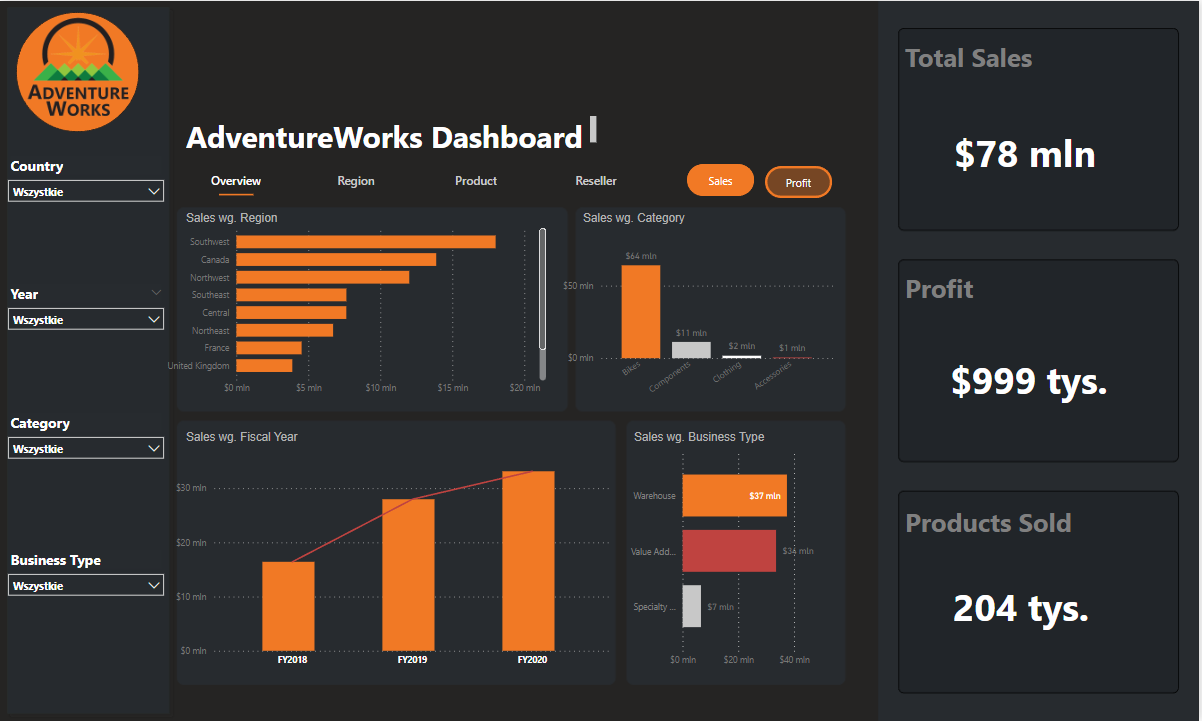 ADVENTURE
WORKS
Country
Wszystkie
Year
Wszystkie
Category
Wszystkie
Business Type
Wszystkie
AdventureWorks Dashboard
Overview
Region
Product
Reseller
Sales
Profit
Sales wg. Region
Southwest
Canada
Northwest
Southeast
Central
Northeast
France
United Kingdom
$0 mln
$5 mln
$10 mln
$15 mln
$20 mln
Sales wg. Category
$50 mln
$0 mln
$64 mln
$11 mln
$2 mln
$1 mln
Bikes
Components
Clothing
Accessories
Sales wg. Fiscal Year
$30 mln
$20 mln
$10 mln
$0 mln
FY2018
FY2019
FY2020
Sales wg. Business Type
Warehouse
$37 mln
Value Add...
Specialty ...
$7 mln
$0 mln
$20 mln
$40 mln
Total Sales
$78 mln
Profit
$999 tys.
Products Sold
204 tys.